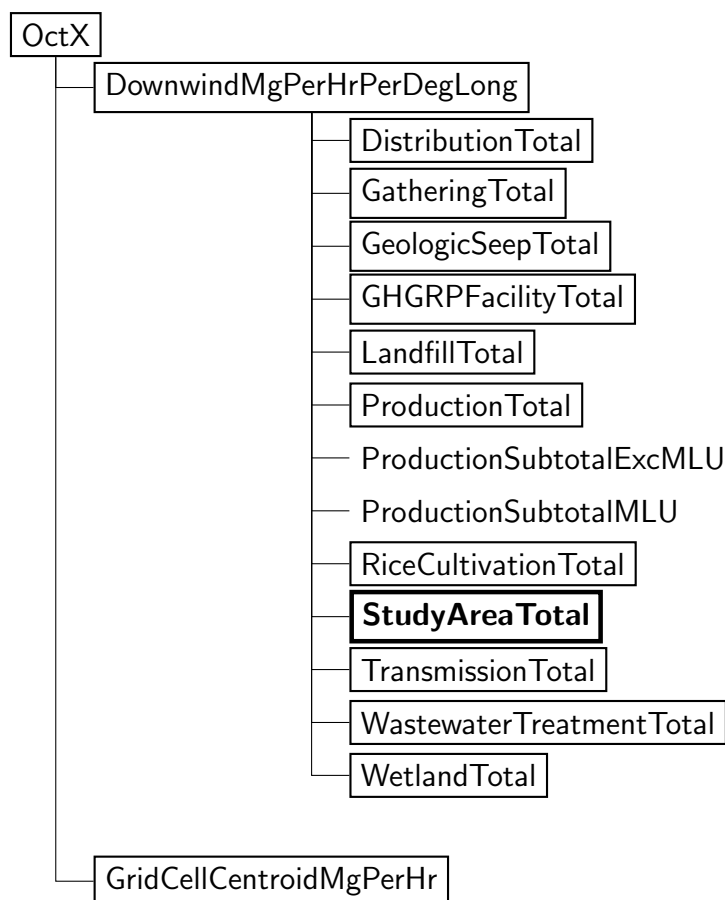 OctX
DownwindMgPerHrPerDegLong
DistributionTotal
GatheringTotal
GeologicSeepTotal
GHGRPFacilityTotal
LandfillTotal
ProductionTotal
ProductionSubtotalExcMLU
ProductionSubtotalMLU
RiceCultivationTotal
StudyAreaTotal
TransmissionTotal
WastewaterTreatmentTotal
WetlandTotal
GridCellCentroidMgPerHr